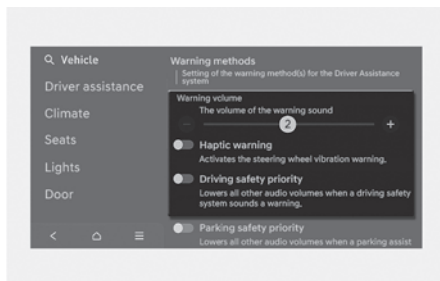 Vehicle
Driver assistance
Climate
Seats
Lights
Door
Warning methods
Setting of the warning method(s) for the Driver Assistance
system
Warning volume
The volume of the warning sound
2
Haptic warning
Activates the steering wheel vibration warning.
Driving safety priority
Lowers all other audio volumes when a driving safety
system sounds a warning.
Parking safety priority
Lowers all other audio volumes when a parking assist